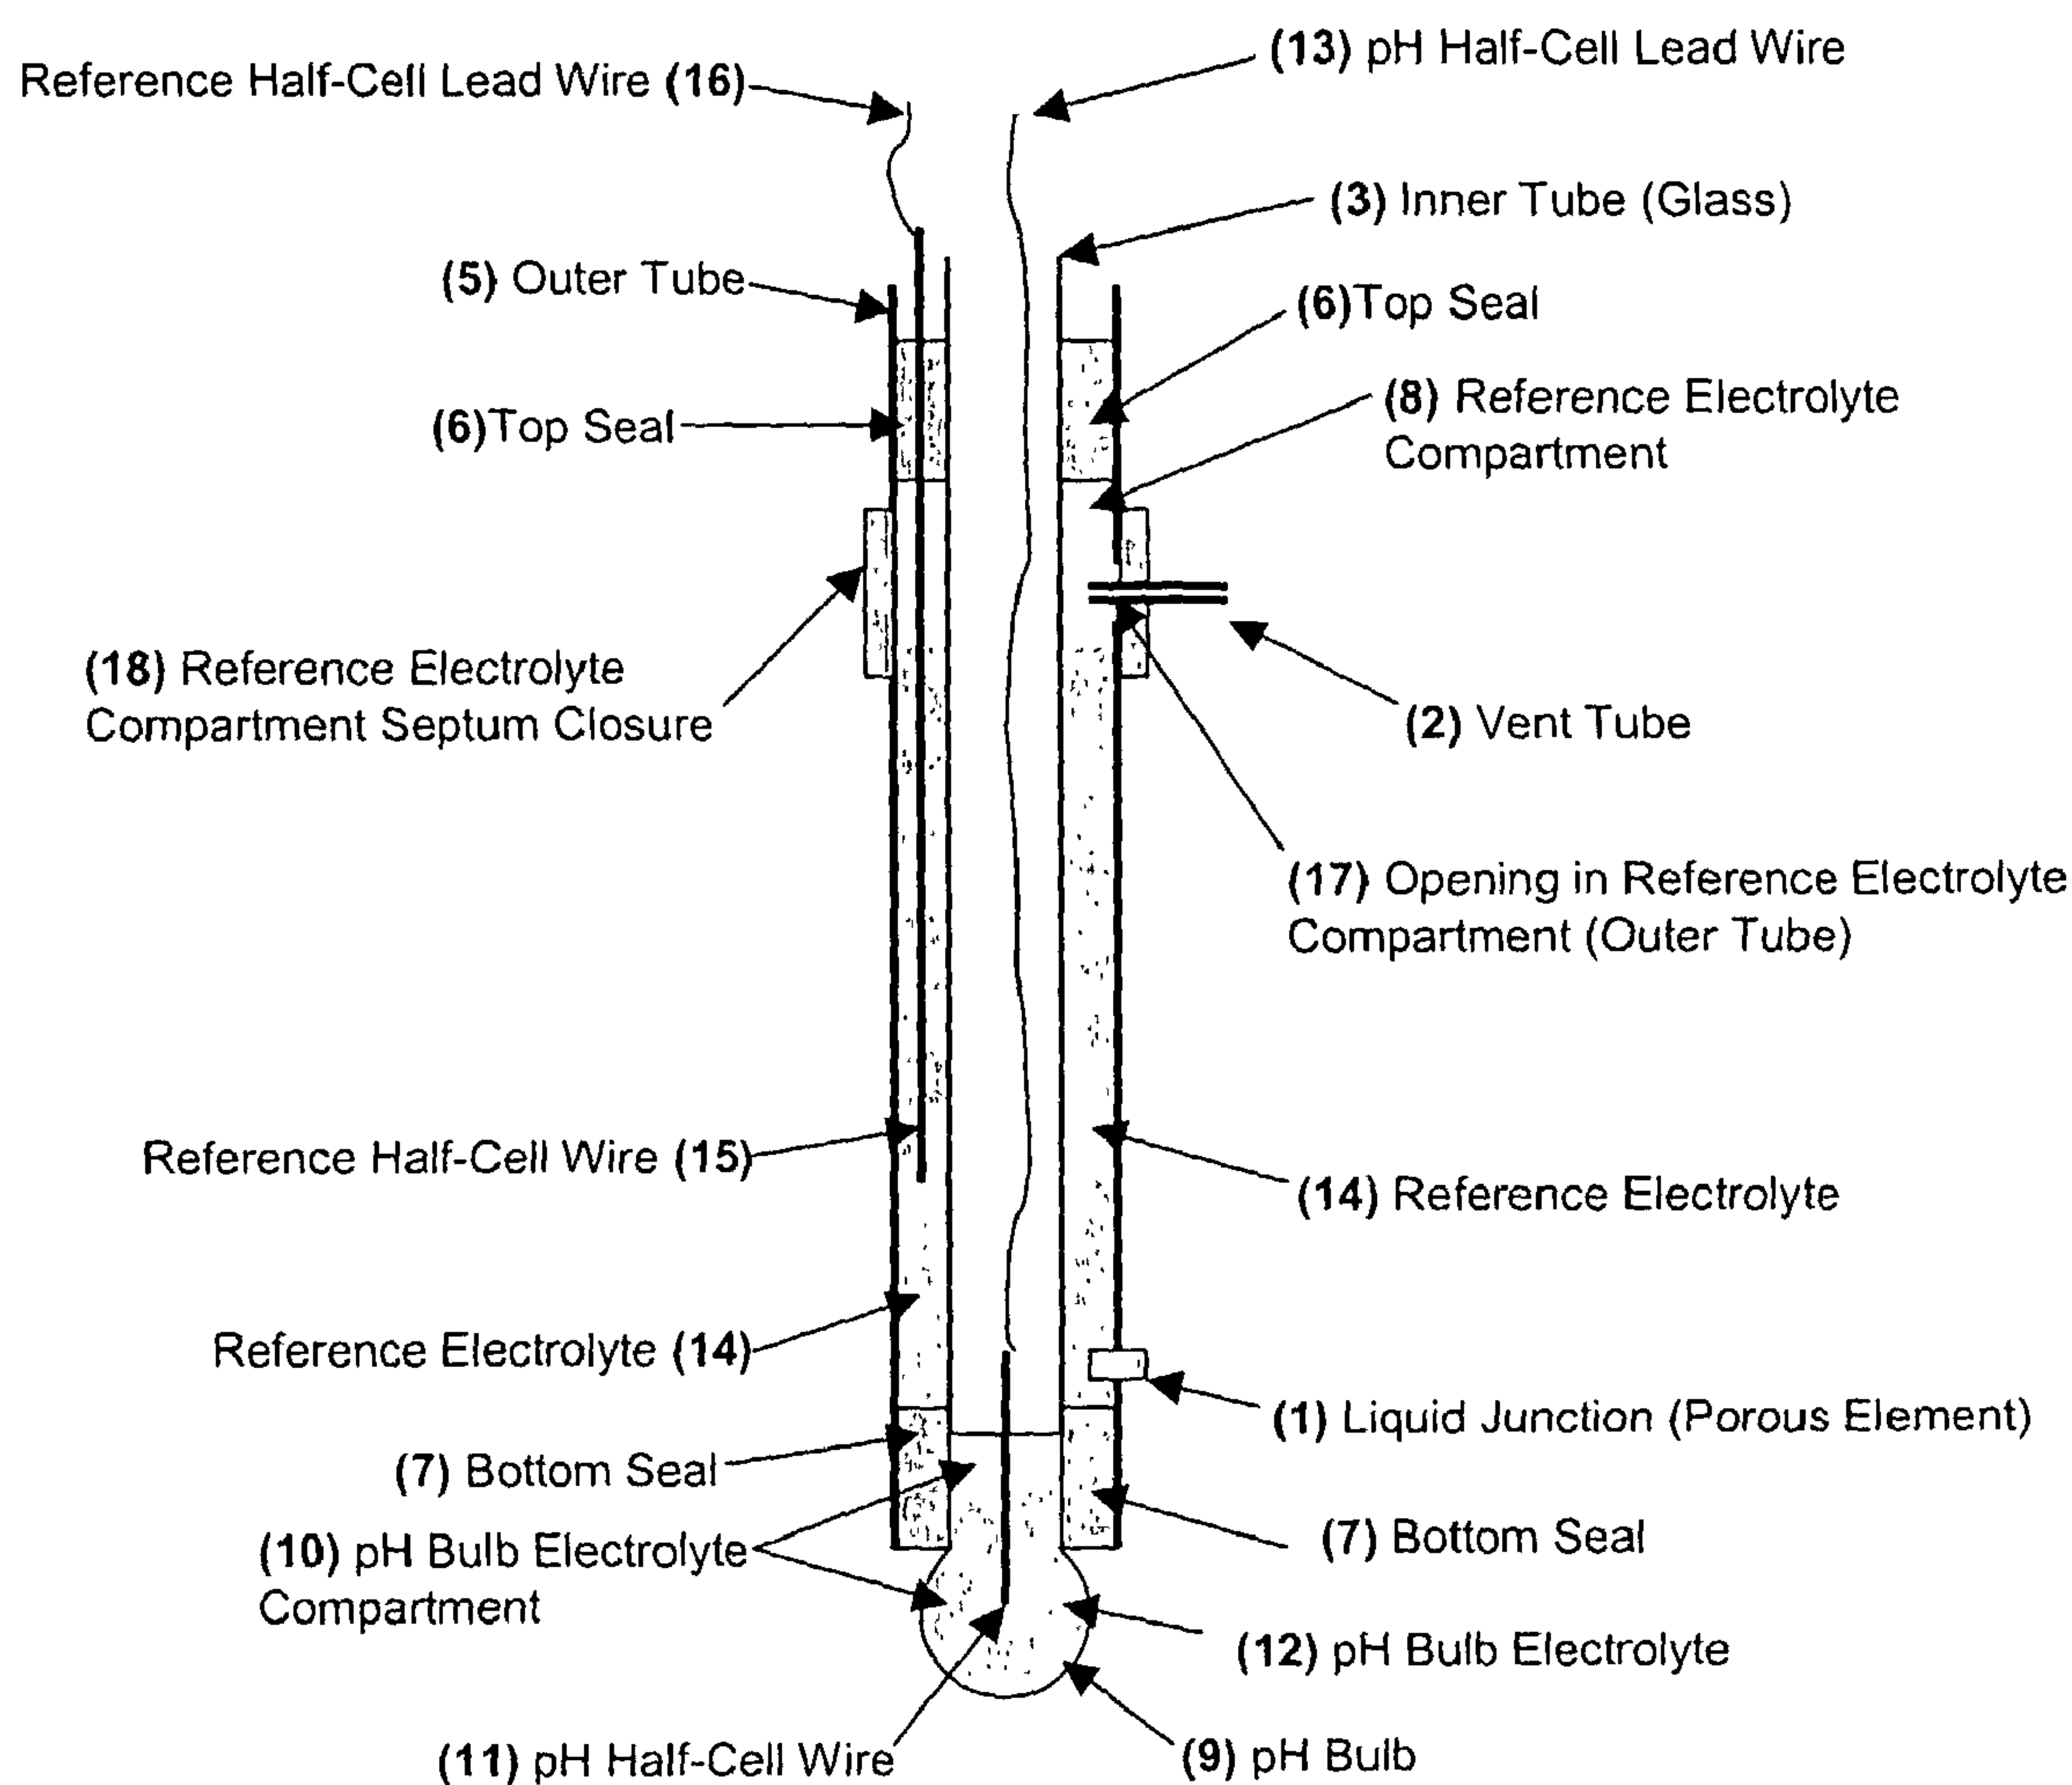 Reference Half-Cell Lead Wire (16)
(13) pH Half-Cell Lead Wire
(3) Inner Tube (Glass)
(5) Outer Tube
(6)Top Seal
(8) Reference Electrolyte
Compartment
(6)Top Seal
(18) Reference Electrolyte
Compartment Septum Closure
(2) Vent Tube
(17) Opening in Reference Electrolyte
Compartment (Outer Tube)
Reference Half-Cell Wire (15)
(14) Reference Electrolyte
Reference Electrolyte (14)
(1) Liquid Junction (Porous Element)
(7) Bottom Seal
(7) Bottom Seal
(10) pH Bulb Electrolyte
Compartment
(12) pH Bulb Electrolyte
(11) pH Half-Cell Wire
(9) pH Bulb